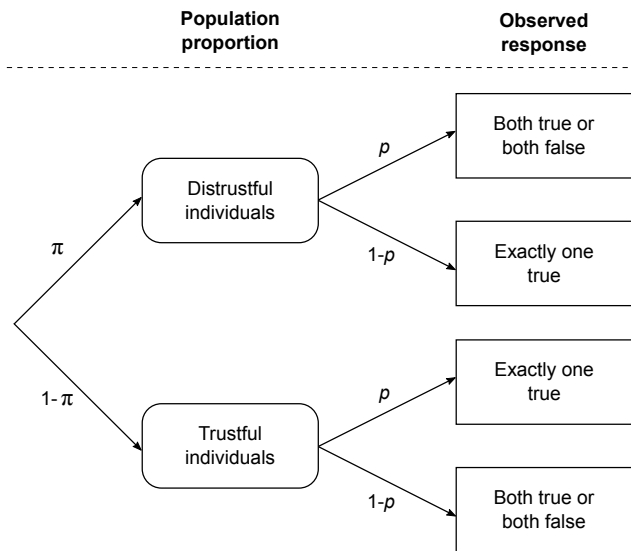 Population
proportion
Observed
response
Both true or
both false
p
Distrustful
individuals
1-p
Exactly one
true
π
1-π
Exactly one
true
p
Trustful
individuals
1-p
Both true or
both false